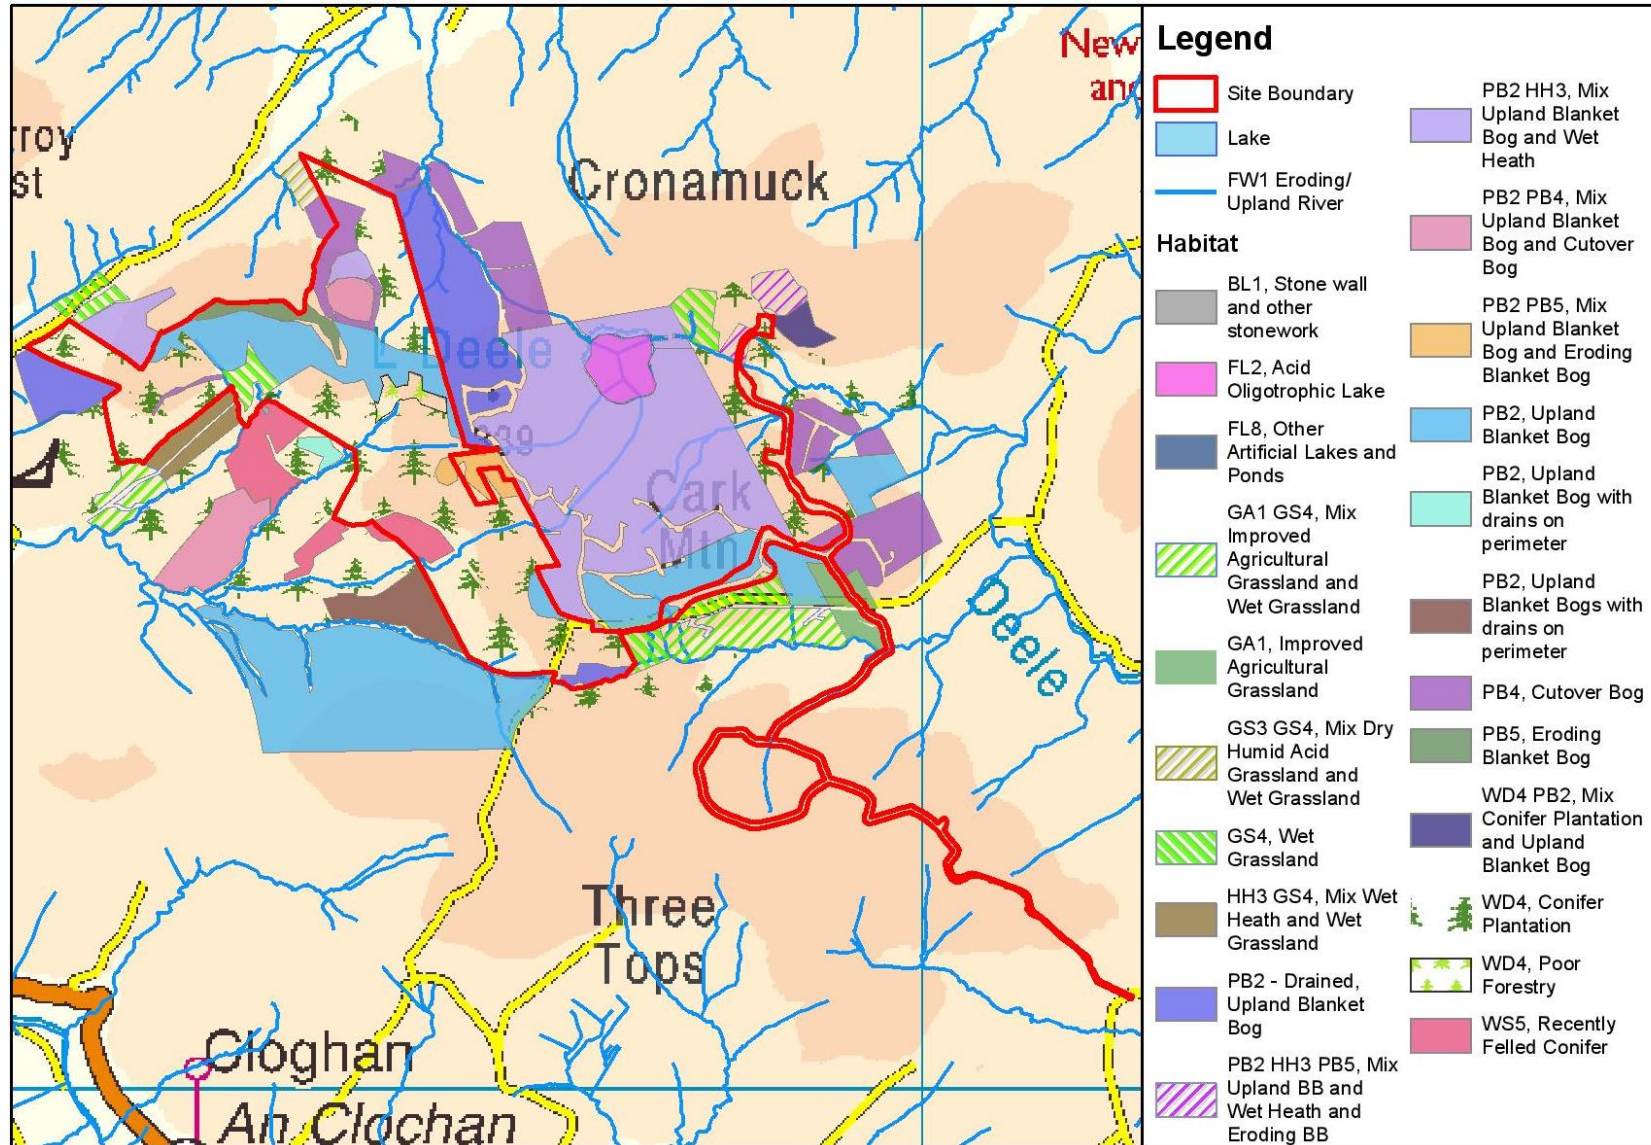 New
and
rroy
st
Cronamuck
L Deele
439
Cark
Mtn
Deele
Three
Tops
Cloghan
An Clochan
Legend
Site Boundary
Lake
FW1 Eroding/
Upland River
Habitat
BL1, Stone wall
and other
stonework
FL2, Acid
Oligotrophic Lake
FL8, Other
Artificial Lakes and
Ponds
GA1 GS4, Mix
Improved
Agricultural
Grassland and
Wet Grassland
GA1, Improved
Agricultural
Grassland
GS3 GS4, Mix Dry
Humid Acid
Grassland and
Wet Grassland
GS4, Wet
Grassland
HH3 GS4, Mix Wet
Heath and Wet
Grassland
PB2 - Drained,
Upland Blanket
Bog
PB2 HH3 PB5, Mix
Upland BB and
Wet Heath and
Eroding BB
PB2 HH3, Mix
Upland Blanket
Bog and Wet
Heath
PB2 PB4, Mix
Upland Blanket
Bog and Cutover
Bog
PB2 PB5, Mix
Upland Blanket
Bog and Eroding
Blanket Bog
PB2, Upland
Blanket Bog
PB2, Upland
Blanket Bog with
drains on
perimeter
PB2, Upland
Blanket Bogs with
drains on
perimeter
PB4, Cutover Bog
PB5, Eroding
Blanket Bog
WD4 PB2, Mix
Conifer Plantation
and Upland
Blanket Bog
WD4, Conifer
Plantation
WD4, Poor
Forestry
WS5, Recently
Felled Conifer